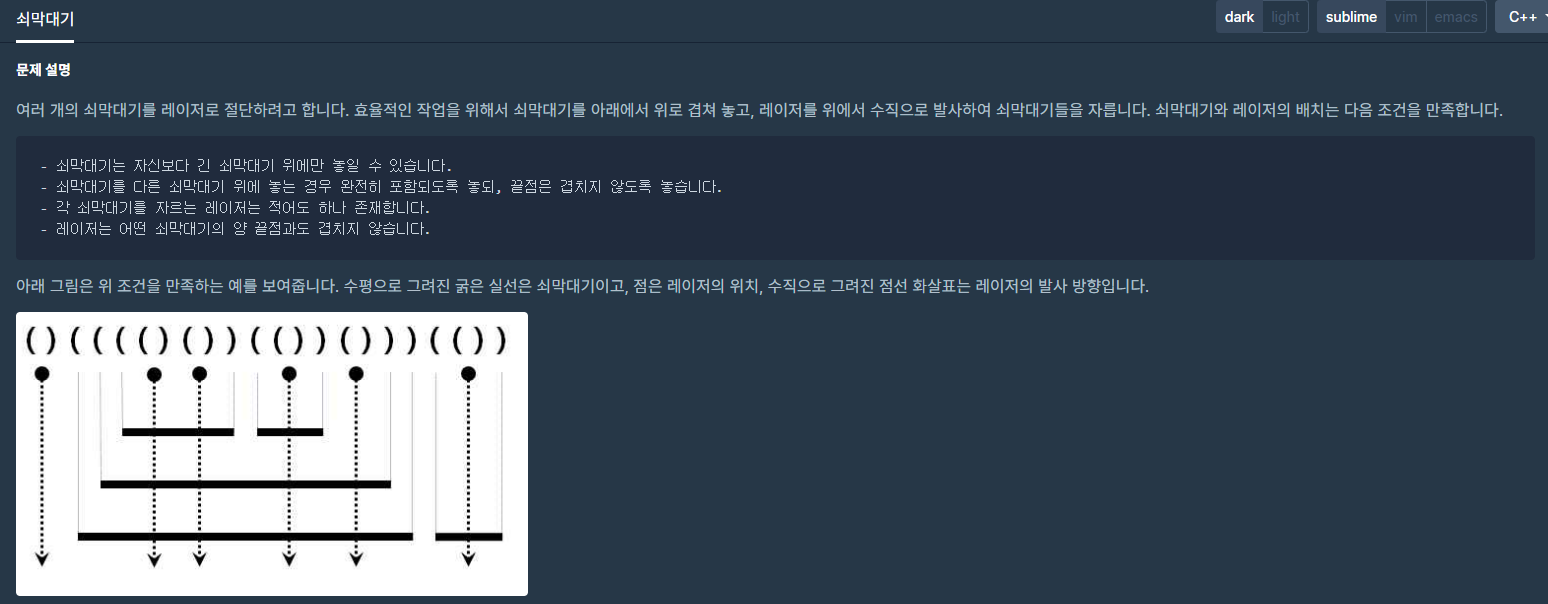 쇠막대기
dark light sublime vim emacs C++
문제 설명
여러 개의 쇠막대기를 레이저로 절단하려고 합니다. 효율적인 작업을 위해서 쇠막대기를 아래에서 위로 겹쳐 놓고, 레이저를 위에서 수직으로 발사하여 쇠막대기들을 자릅니다. 쇠막대기와 레이저의 배치는 다음 조건을 만족합니다.
- 쇠막대기는 자신보다 긴 쇠막대기 위에만 놓일 수 있습니다.
- 쇠막대기를 다른 쇠막대기 위에 놓는 경우 완전히 포함되도록 놓되, 끝점은 겹치지 않도록 놓습니다.
- 각 쇠막대기를 자르는 레이저는 적어도 하나 존재합니다.
- 레이저는 어떤 쇠막대기의 양 끝점과도 겹치지 않습니다.
아래 그림은 위 조건을 만족하는 예를 보여줍니다. 수평으로 그려진 굵은 실선은 쇠막대기이고, 점은 레이저의 위치, 수직으로 그려진 점선 화살표는 레이저의 발사 방향입니다.
( ) ( ( ( ( ) ( ) ) ( ( ) ) ( ) ) ) ( ( ) )